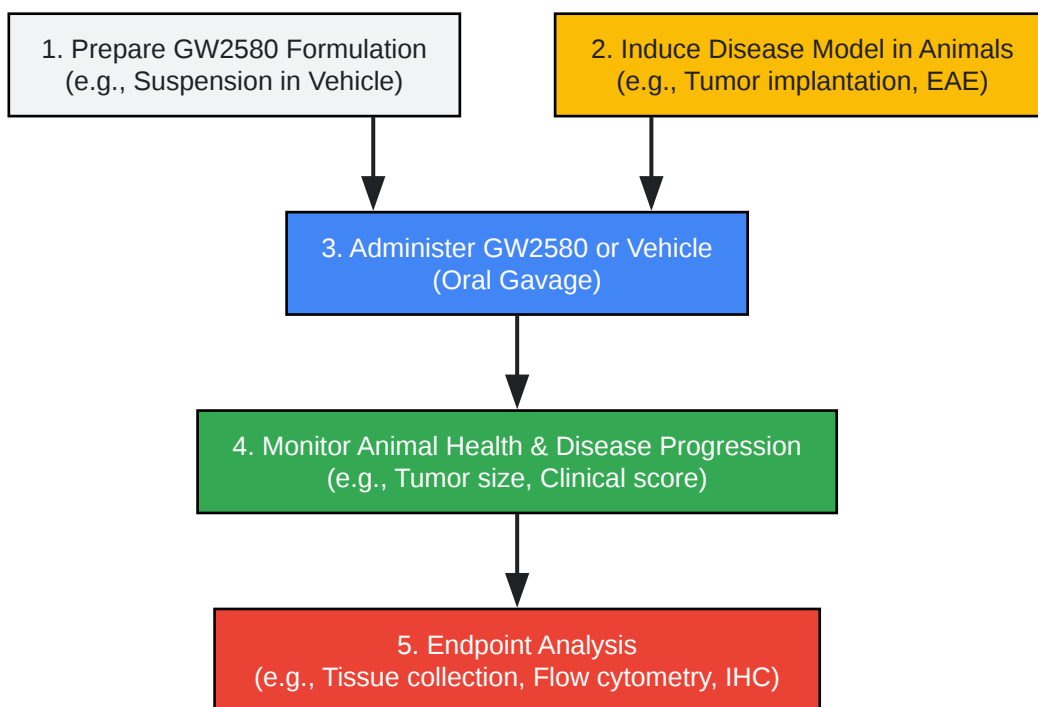 1. Prepare GW2580 Formulation
(e.g., Suspension in Vehicle)
2. Induce Disease Model in Animals
(e.g., Tumor implantation, EAE)
3. Administer GW2580 or Vehicle
(Oral Gavage)
4. Monitor Animal Health & Disease Progression
(e.g., Tumor size, Clinical score)
5. Endpoint Analysis
(e.g., Tissue collection, Flow cytometry, IHC)